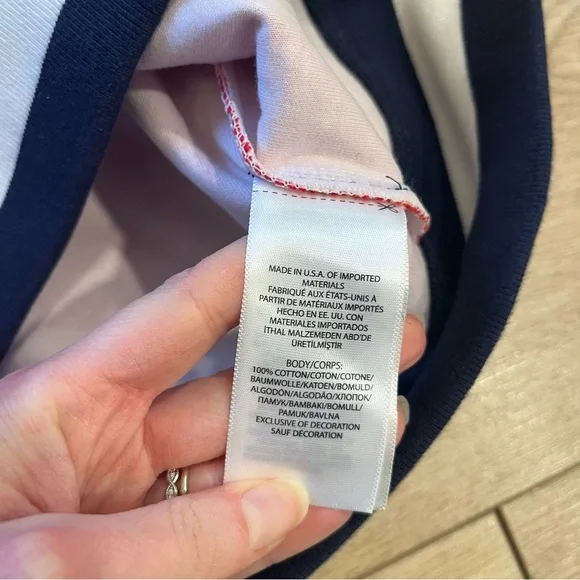 MADE IN U.S.A. OF IMPORTED
MATERIALS
FABRIQUÉ AUX ÉTATS-UNIS À
PARTIR DE MATÉRIAUX IMPORTÉS
HECHO EN EE. UU. CON
MATERIALES IMPORTADOS
İTHAL MALZEMEDEN ABD'DE
ÜRETİLMİŞTİR
BODY/CORPS:
100% COTTON/COTON/COTONE/
BAUMWOLLE/KATOEN/BOMULD/
ALGODÓN/ALGODÃO/ХЛОПОК/
ПАМУК/BAMBAKI/BOMULL/
PAMUK/BAVLNA
EXCLUSIVE OF DECORATION
SAUF DÉCORATION